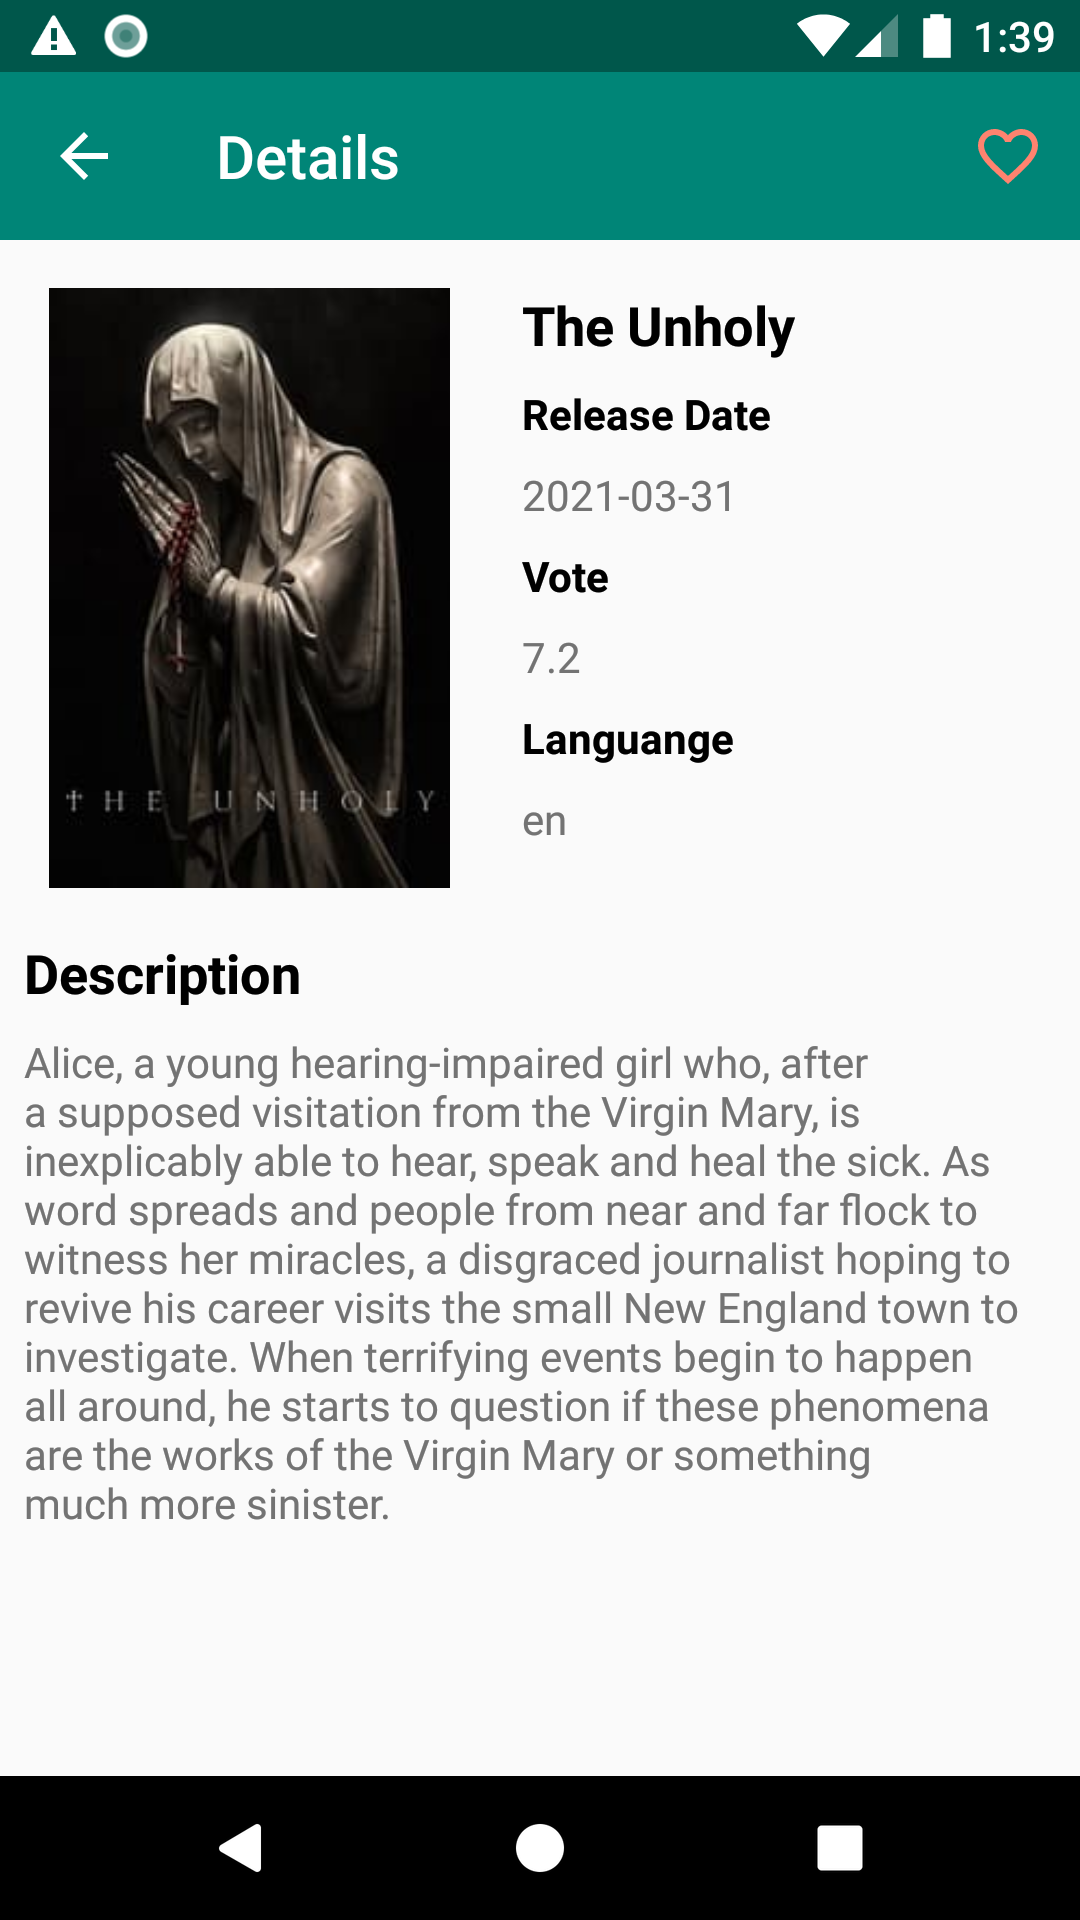 1:39
Details
The Unholy
Release Date
2021-03-31
Vote
7.2
Languange
en
THE UNHOLY
Description
Alice, a young hearing-impaired girl who, after
a supposed visitation from the Virgin Mary, is
inexplicably able to hear, speak and heal the sick. As
word spreads and people from near and far flock to
witness her miracles, a disgraced journalist hoping to
revive his career visits the small New England town to
investigate. When terrifying events begin to happen
all around, he starts to question if these phenomena
are the works of the Virgin Mary or something
much more sinister.